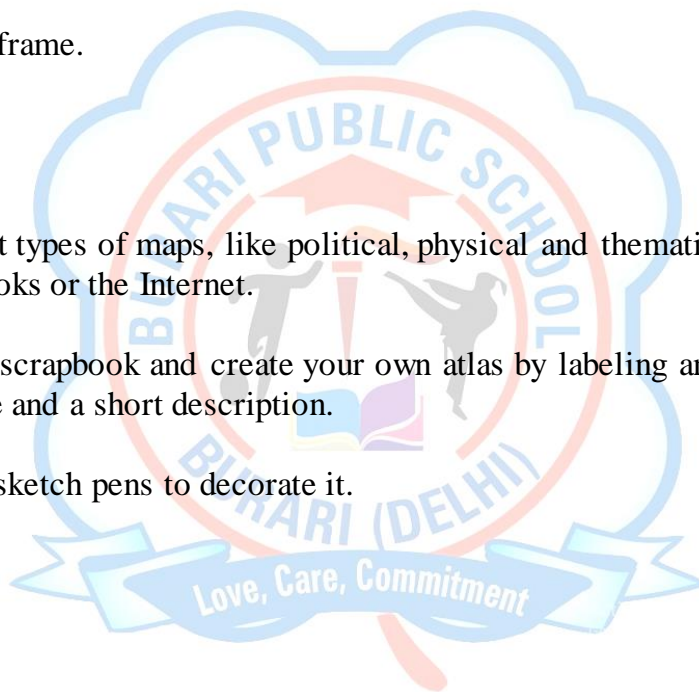 frame.
BURARI PUBLIC SCHOOL
t types of maps, like political, physical and themati
oks or the Internet.
scrapbook and create your own atlas by labeling a
e and a short description.
sketch pens to decorate it.
BURARI (DELHI)
Love, Care, Commitment